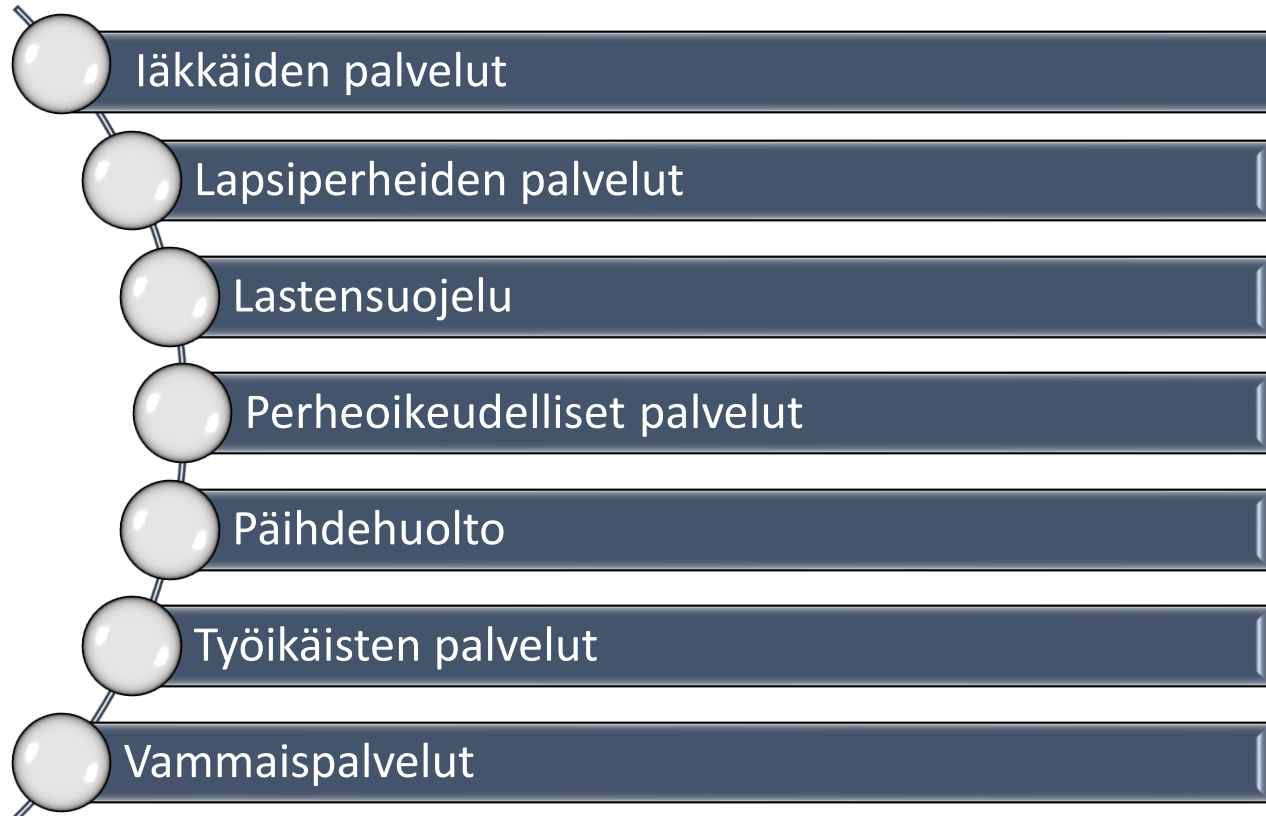 Iäkkäiden palvelut
Lapsiperheiden palvelut
Lastensuojelu
Perheoikeudelliset palvelut
Päihdehuolto
Työikäisten palvelut
Vammaispalvelut